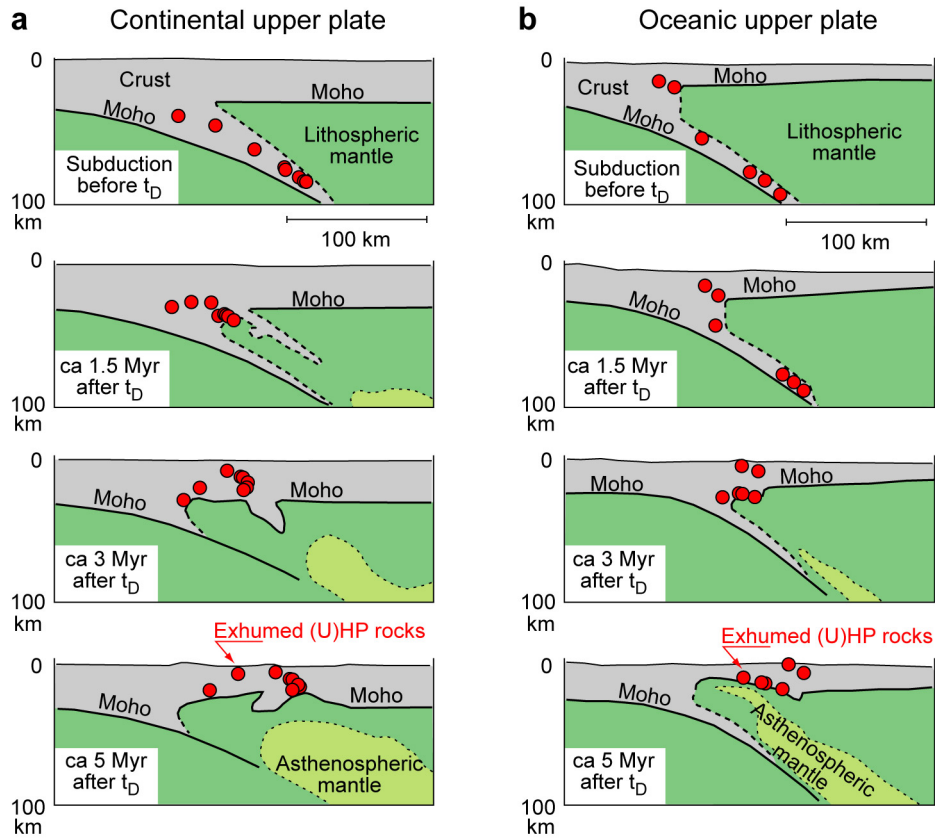 a Continental upper plate
0
Crust
Moho
Moho
Lithospheric
mantle
Subduction
before tD
100
km
100 km
0
Moho
Moho
ca 1.5 Myr
after tD
100
km
0
Moho
Moho
ca 3 Myr
after tD
100
km
Exhumed (U)HP rocks
0
Moho
Moho
ca 5 Myr
after tD
Asthenospheric
mantle
100
km
b Oceanic upper plate
0
Crust
Moho
Moho
Lithospheric
mantle
Subduction
before tD
100
km
100 km
0
Moho
Moho
ca 1.5 Myr
after tD
100
km
0
Moho
Moho
ca 3 Myr
after tD
100
km
Exhumed (U)HP rocks
0
Moho
Moho
ca 5 Myr
after tD
Asthenospheric
mantle
100
km